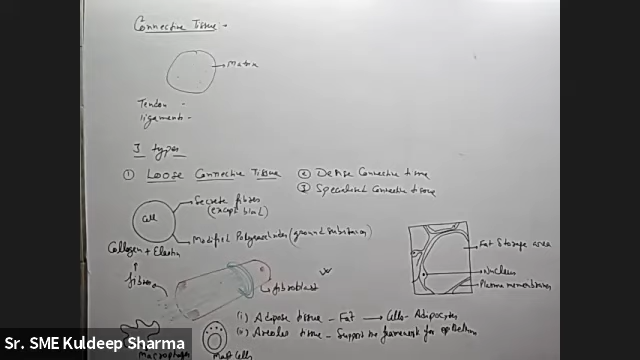 Connective Tissue -
Matrix
Tendon -
ligaments -
3 types
① Loose Connective Tissue ② Dense Connective tissue
③ Specialised Connective tissue
Cell
Secrete fibres
(except blood)
Modified Polysaccharides (ground substance)
Collagen + Elastin
fibres
fibroblast
Fat Storage area
Nucleus
Plasma membrane
(i) Adipose tissue - Fat → Cells - Adipocytes
(ii) Areolar tissue - Support the framework for epithelium
Macrophages
Mast Cells
Sr. SME Kuldeep Sharma